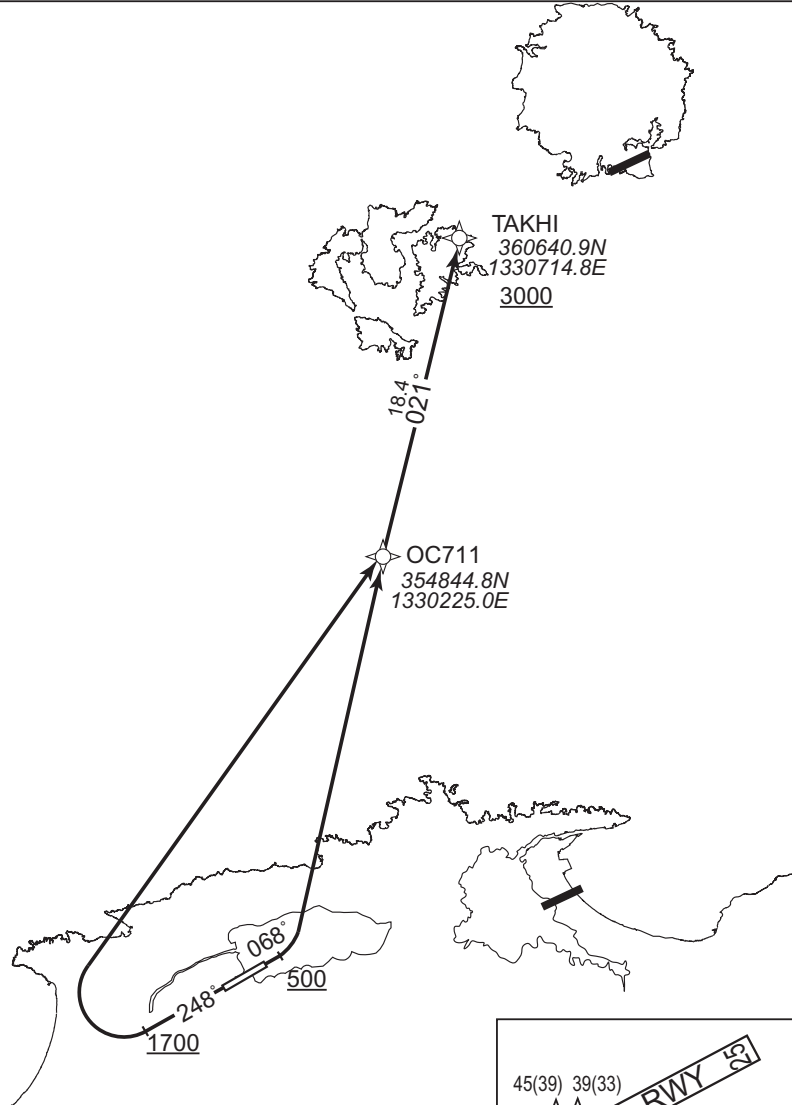 TAKHI
360640.9N
1330714.8E
3000
18.4
021°
OC711
354844.8N
1330225.0E
068°
500
248°
1700
45(39) 39(33)
RWY 25